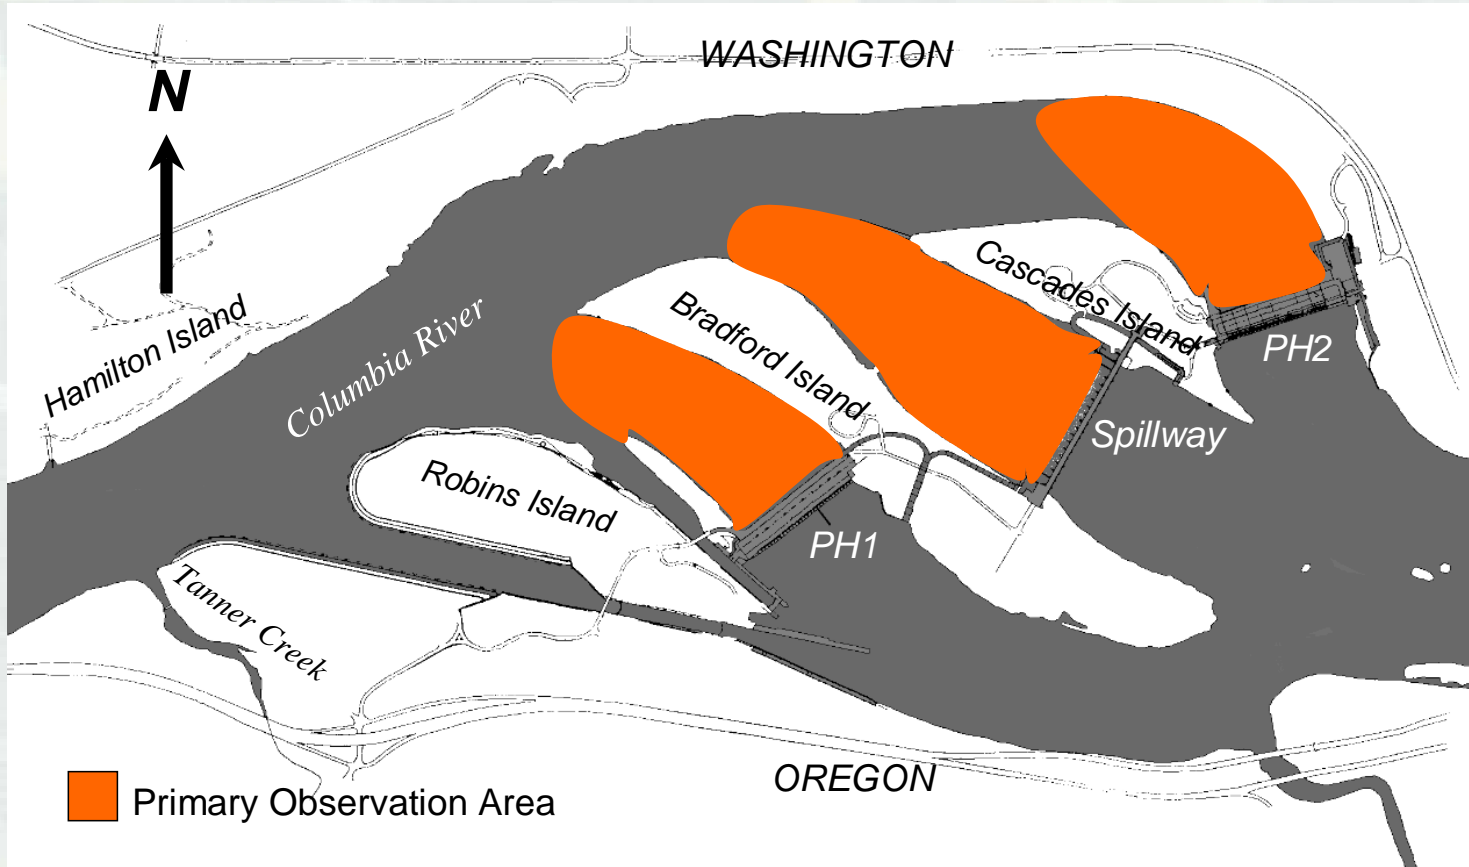 WASHINGTON
N
Cascades Island
Hamilton Island
Columbia River
Bradford Island
PH2
Spillway
Robins Island
PH1
Tanner Creek
OREGON
Primary Observation Area